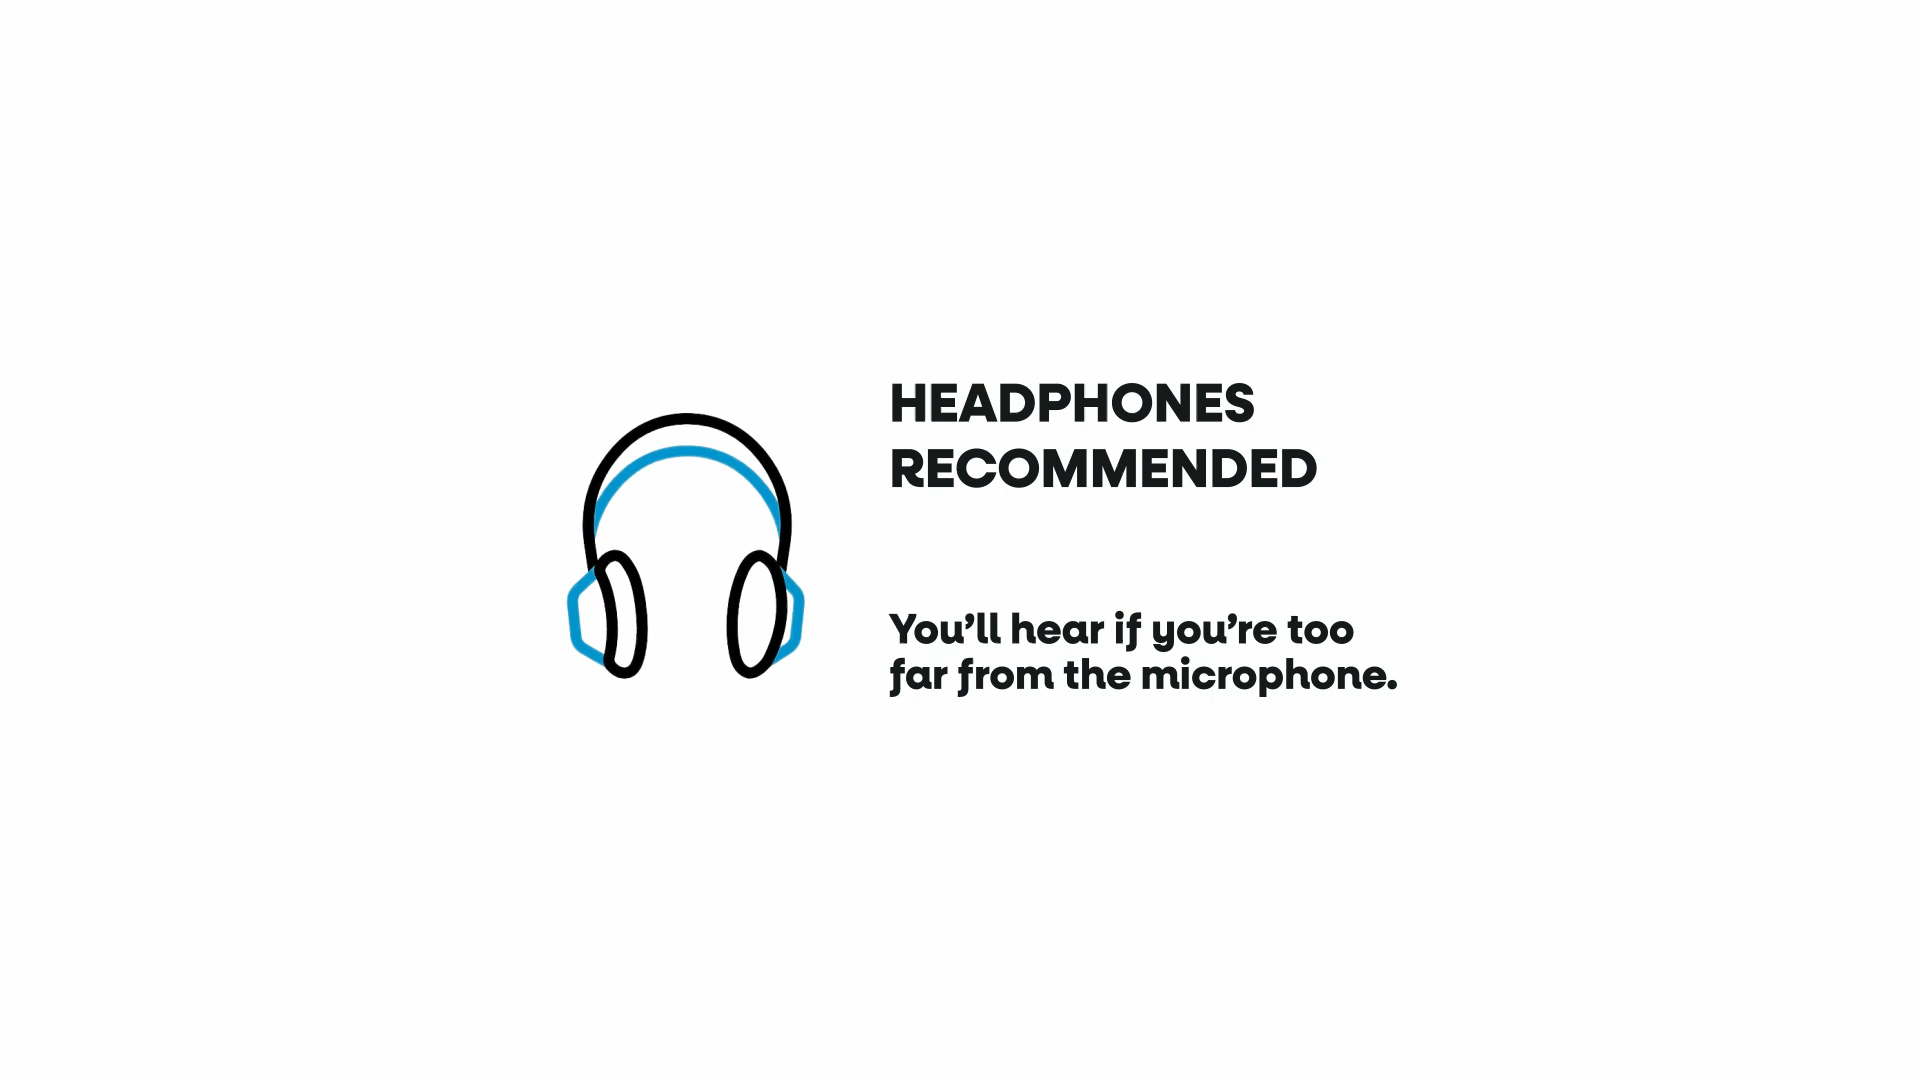 HEADPHONES
RECOMMENDED
You’ll hear if you’re too
far from the microphone.